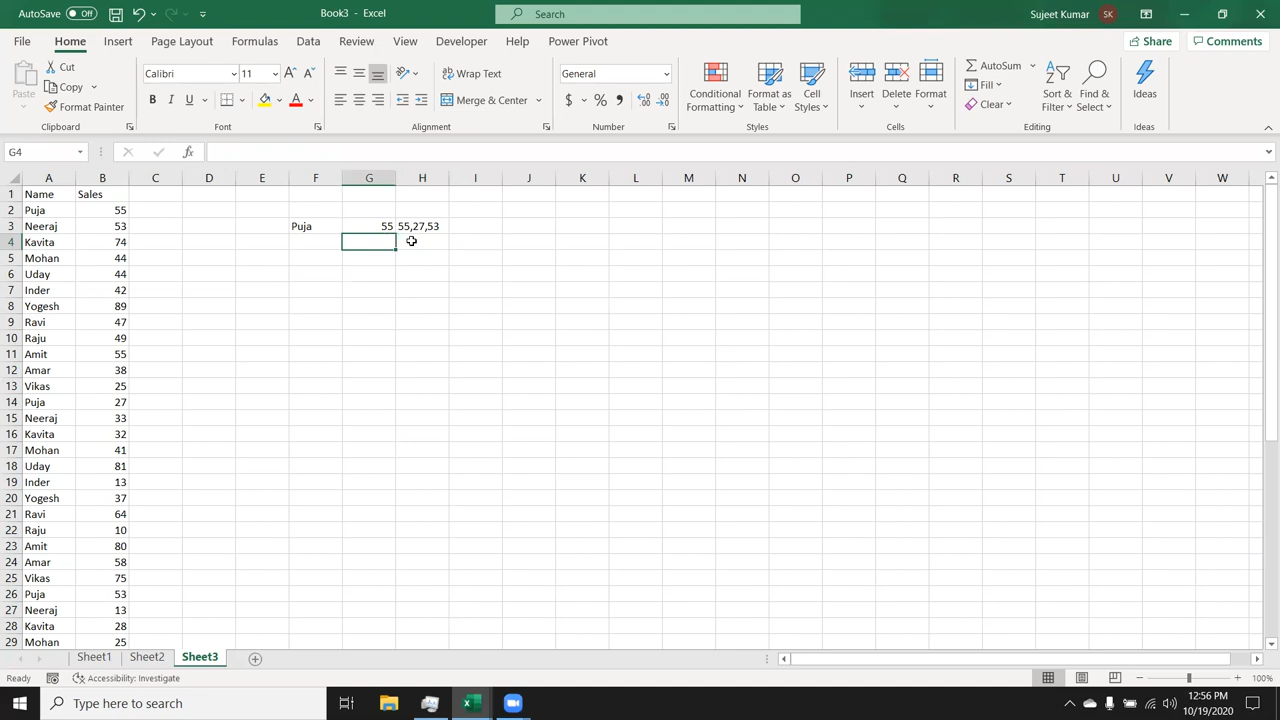 AutoSave Off Book3 - Excel Search Sujeet Kumar SK
File Home Insert Page Layout Formulas Data Review View Developer Help Power Pivot Share Comments
Paste Cut Copy Format Painter Calibri 11 B I U A Wrap Text Merge & Center General $ % Conditional Formatting Format as Table Cell Styles Insert Delete Format AutoSum Fill Clear Sort & Filter Find & Select Ideas
Clipboard Font Alignment Number Styles Cells Editing Ideas
G4 fx
A B C D E F G H I J K L M N O P Q R S T U V W
1 Name Sales
2 Puja 55
3 Neeraj 53 Puja 55 55,27,53
4 Kavita 74
5 Mohan 44
6 Uday 44
7 Inder 42
8 Yogesh 89
9 Ravi 47
10 Raju 49
11 Amit 55
12 Amar 38
13 Vikas 25
14 Puja 27
15 Neeraj 33
16 Kavita 32
17 Mohan 41
18 Uday 81
19 Inder 13
20 Yogesh 37
21 Ravi 64
22 Raju 10
23 Amit 80
24 Amar 58
25 Vikas 75
26 Puja 53
27 Neeraj 13
28 Kavita 28
29 Mohan 25
Sheet1 Sheet2 Sheet3
Ready Accessibility: Investigate 100%
Type here to search 12:56 PM
10/19/2020